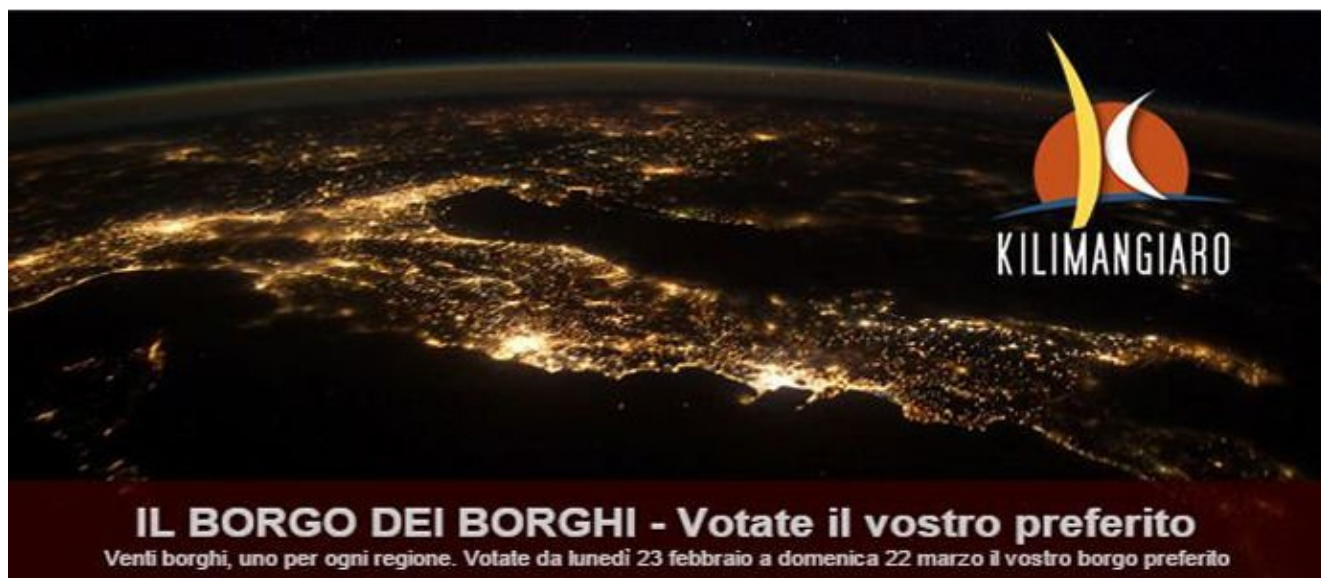 KILIMANGIARO
IL BORGO DEI BORGHI - Votate il vostro preferito
Venti borghi, uno per ogni regione. Votate da lunedì 23 febbraio a domenica 22 marzo il vostro borgo preferito